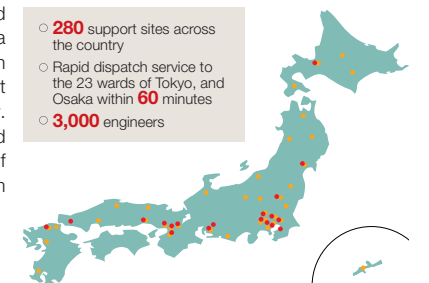 ○ 280 support sites across
the country
○ Rapid dispatch service to
the 23 wards of Tokyo, and
Osaka within 60 minutes
○ 3,000 engineers